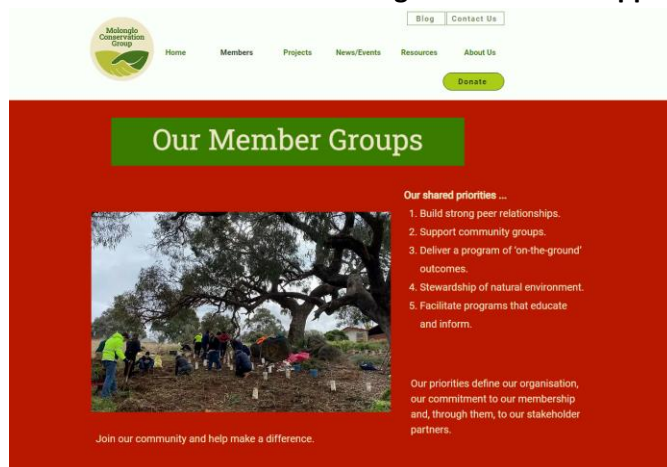 Blog
Contact Us
Molonglo
Conservation
Group
Home
Members
Projects
News/Events
Resources
About Us
Donate
Our Member Groups
Our shared priorities ...
1. Build strong peer relationships.
2. Support community groups.
3. Deliver a program of 'on-the-ground'
outcomes.
4. Stewardship of natural environment.
5. Facilitate programs that educate
and inform.
Our priorities define our organisation,
our commitment to our membership
and, through them, to our stakeholder
partners.
Join our community and help make a difference.